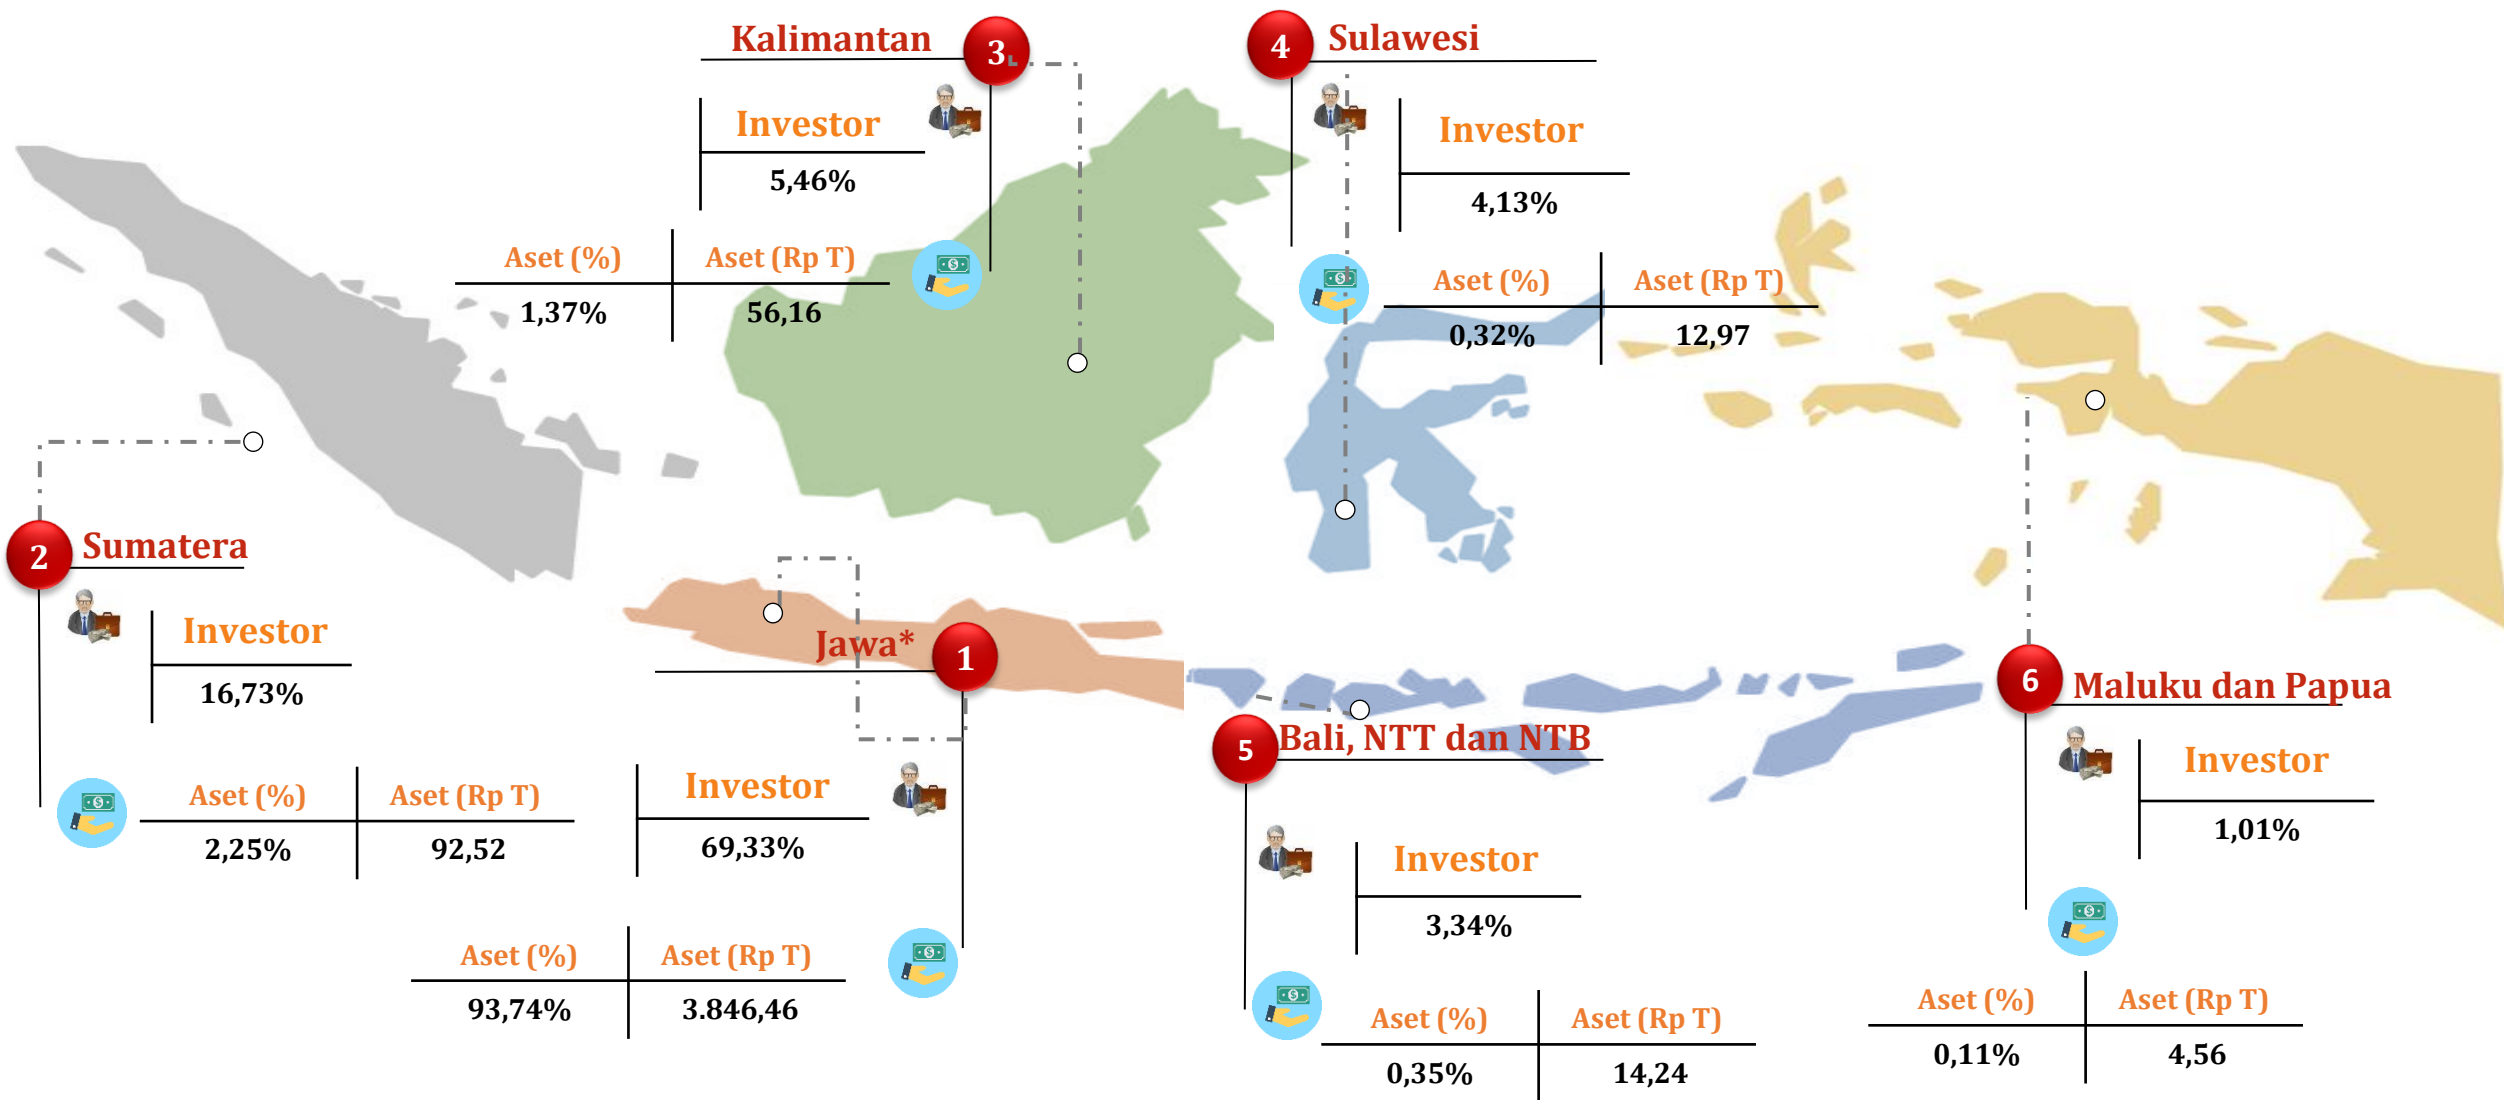 Kalimantan
3
Investor
5,46%
Aset (%) Aset (Rp T)
1,37% 56,16
4
Sulawesi
Investor
4,13%
Aset (%) Aset (Rp T)
0,32% 12,97
2
Sumatera
Investor
16,73%
Aset (%) Aset (Rp T)
2,25% 92,52
Jawa*
1
Investor
69,33%
Aset (%) Aset (Rp T)
93,74% 3.846,46
5
Bali, NTT dan NTB
Investor
3,34%
Aset (%) Aset (Rp T)
0,35% 14,24
6
Maluku dan Papua
Investor
1,01%
Aset (%) Aset (Rp T)
0,11% 4,56